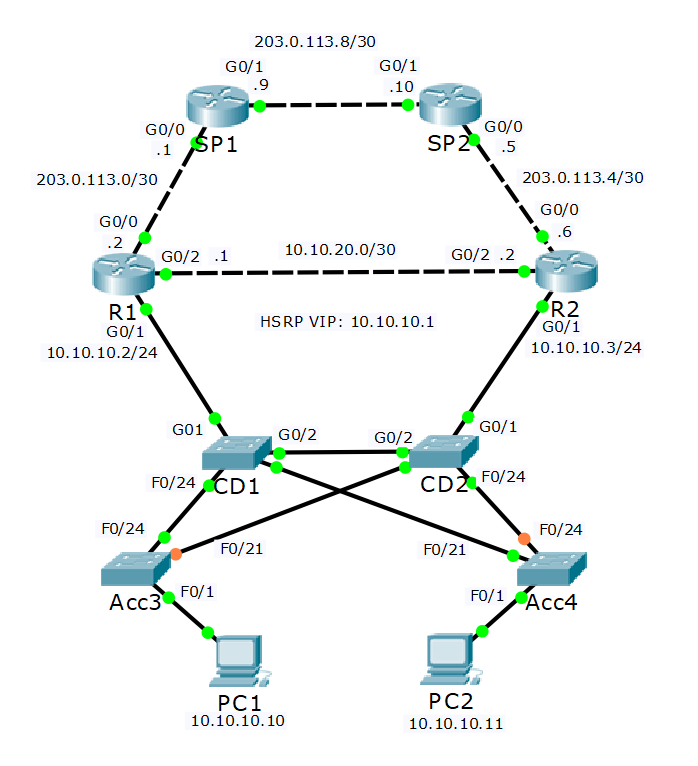 203.0.113.8/30
G0/1
.9
G0/1
.10
SP1
SP2
G0/0
.1
G0/0
.5
203.0.113.0/30
203.0.113.4/30
G0/0
.2
G0/0
.6
G0/2 .1
10.10.20.0/30
G0/2 .2
R1
R2
G0/1
10.10.10.2/24
HSRP VIP: 10.10.10.1
G0/1
10.10.10.3/24
G01
G0/2
G0/2
G0/1
CD1
CD2
F0/24
F0/24
F0/24
F0/21
F0/21
F0/24
Acc3
F0/1
F0/1
Acc4
PC1
10.10.10.10
PC2
10.10.10.11